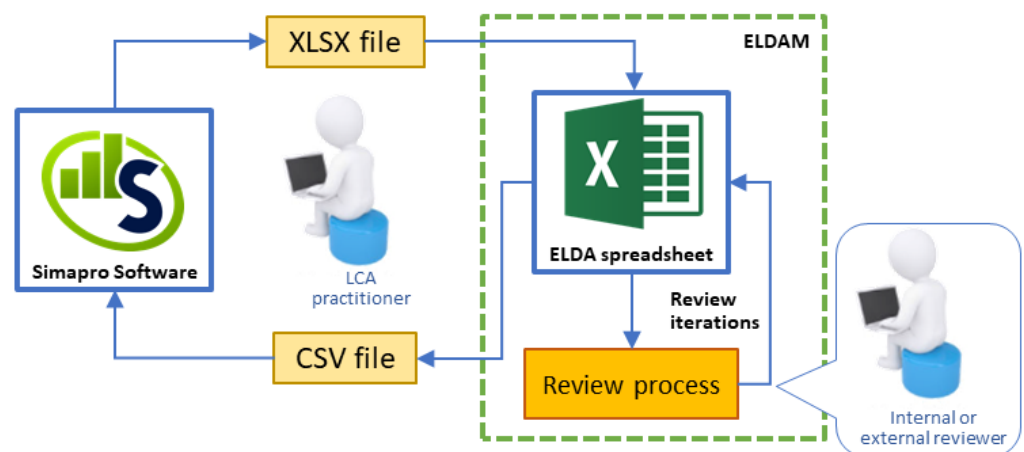 XLSX file
ELDAM
X
S
Simapro Software
LCA
practitioner
ELDA spreadsheet
Review
iterations
CSV file
Review process
Internal or
external reviewer